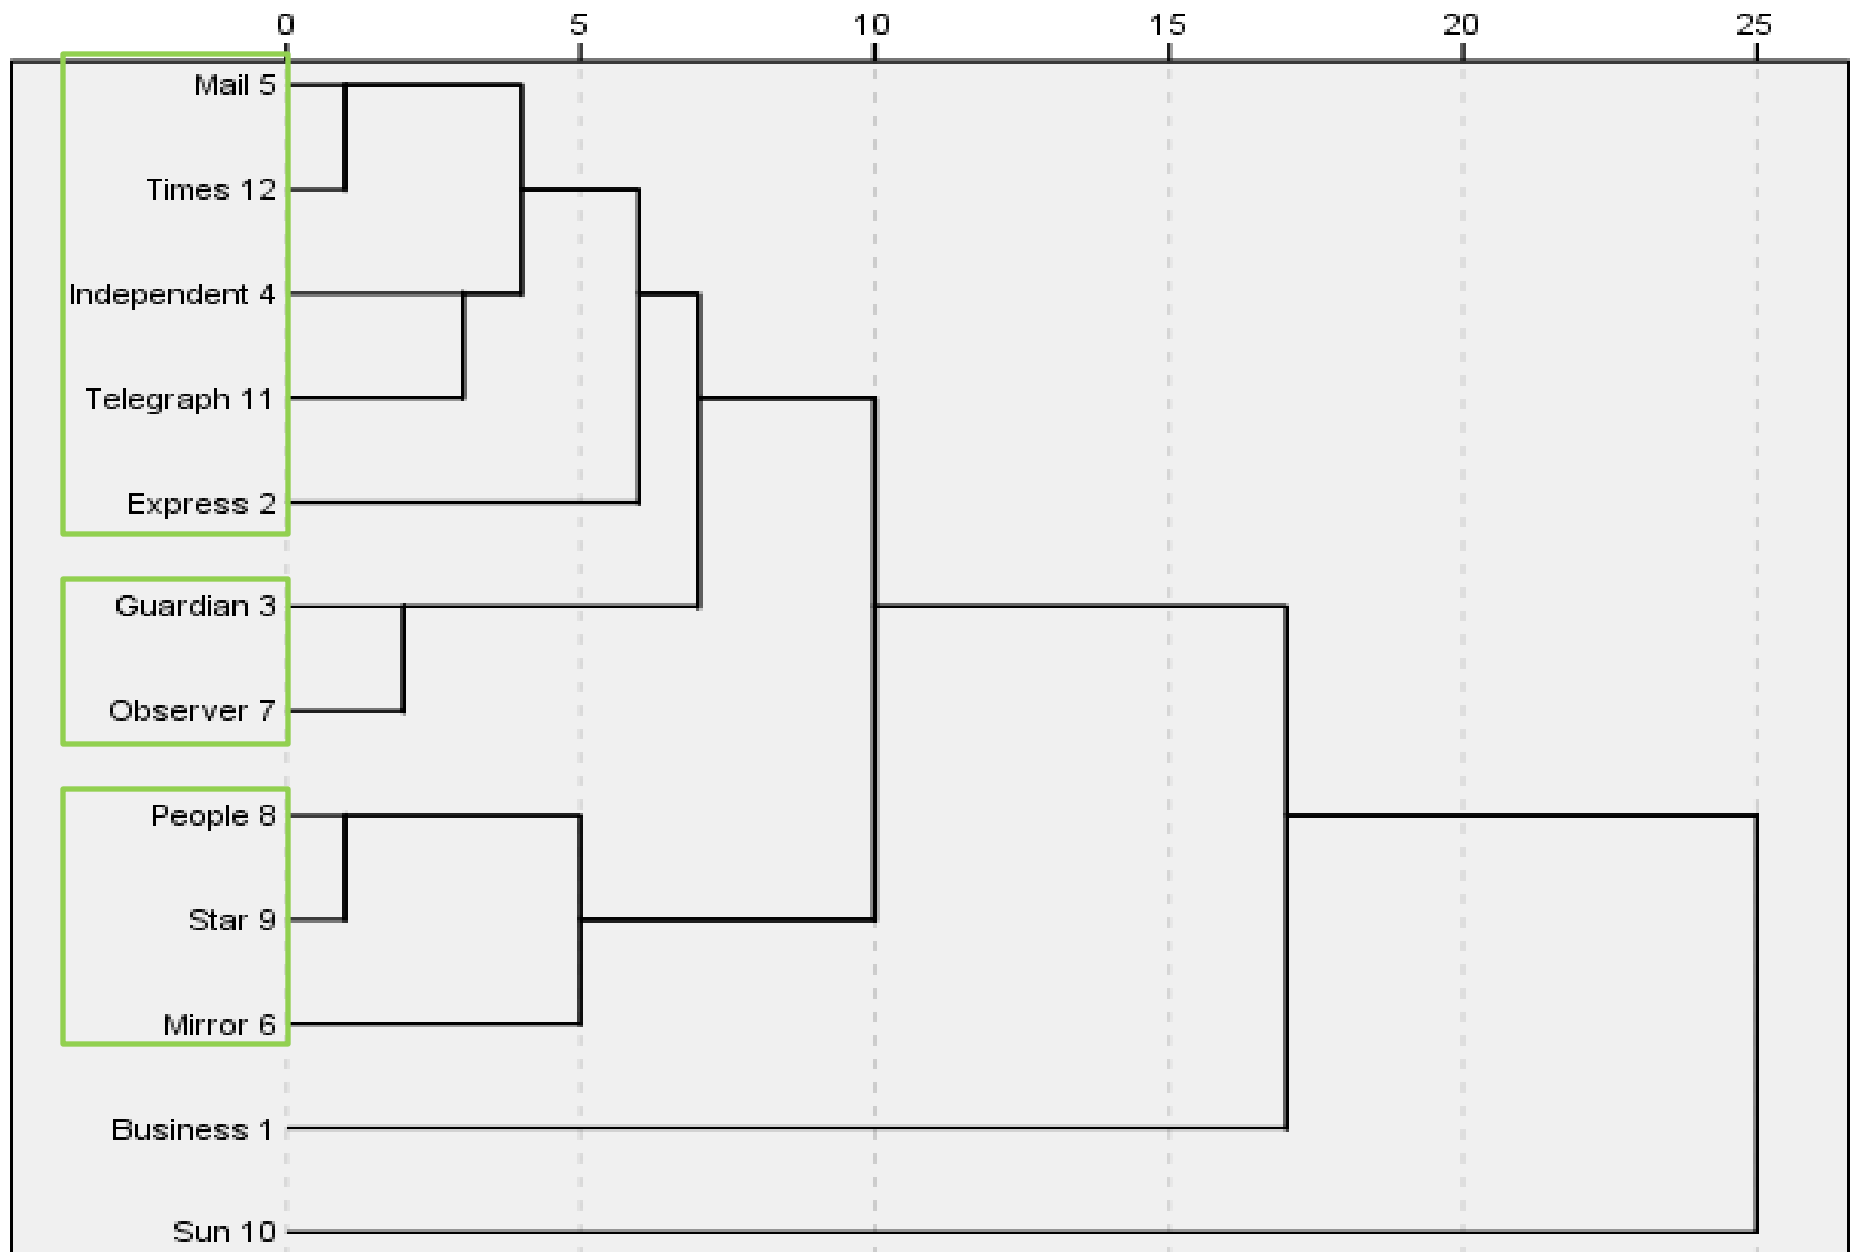 0 5 10 15 20 25
Mail 5
Times 12
Independent 4
Telegraph 11
Express 2
Guardian 3
Observer 7
People 8
Star 9
Mirror 6
Business 1
Sun 10